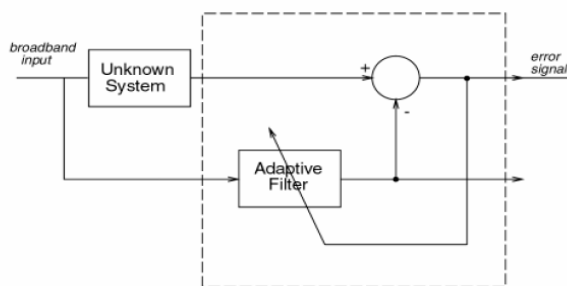 broadband
input
Unknown
System
+
-
error
signal
Adaptive
Filter